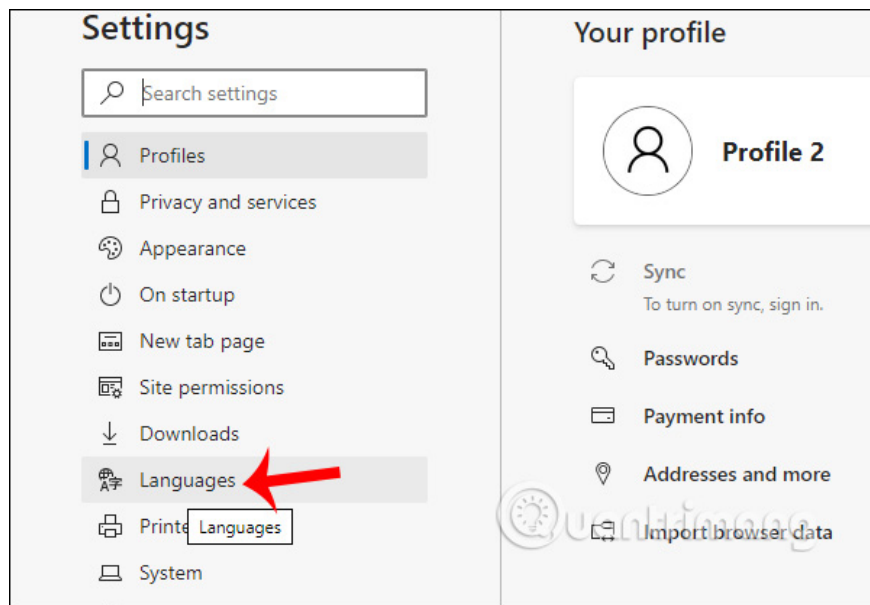 Settings
Search settings
Profiles
Privacy and services
Appearance
On startup
New tab page
Site permissions
Downloads
Languages
Printe
Languages
System
Your profile
Profile 2
Sync
To turn on sync, sign in.
Passwords
Payment info
Addresses and more
Import browser data
Quantrimang